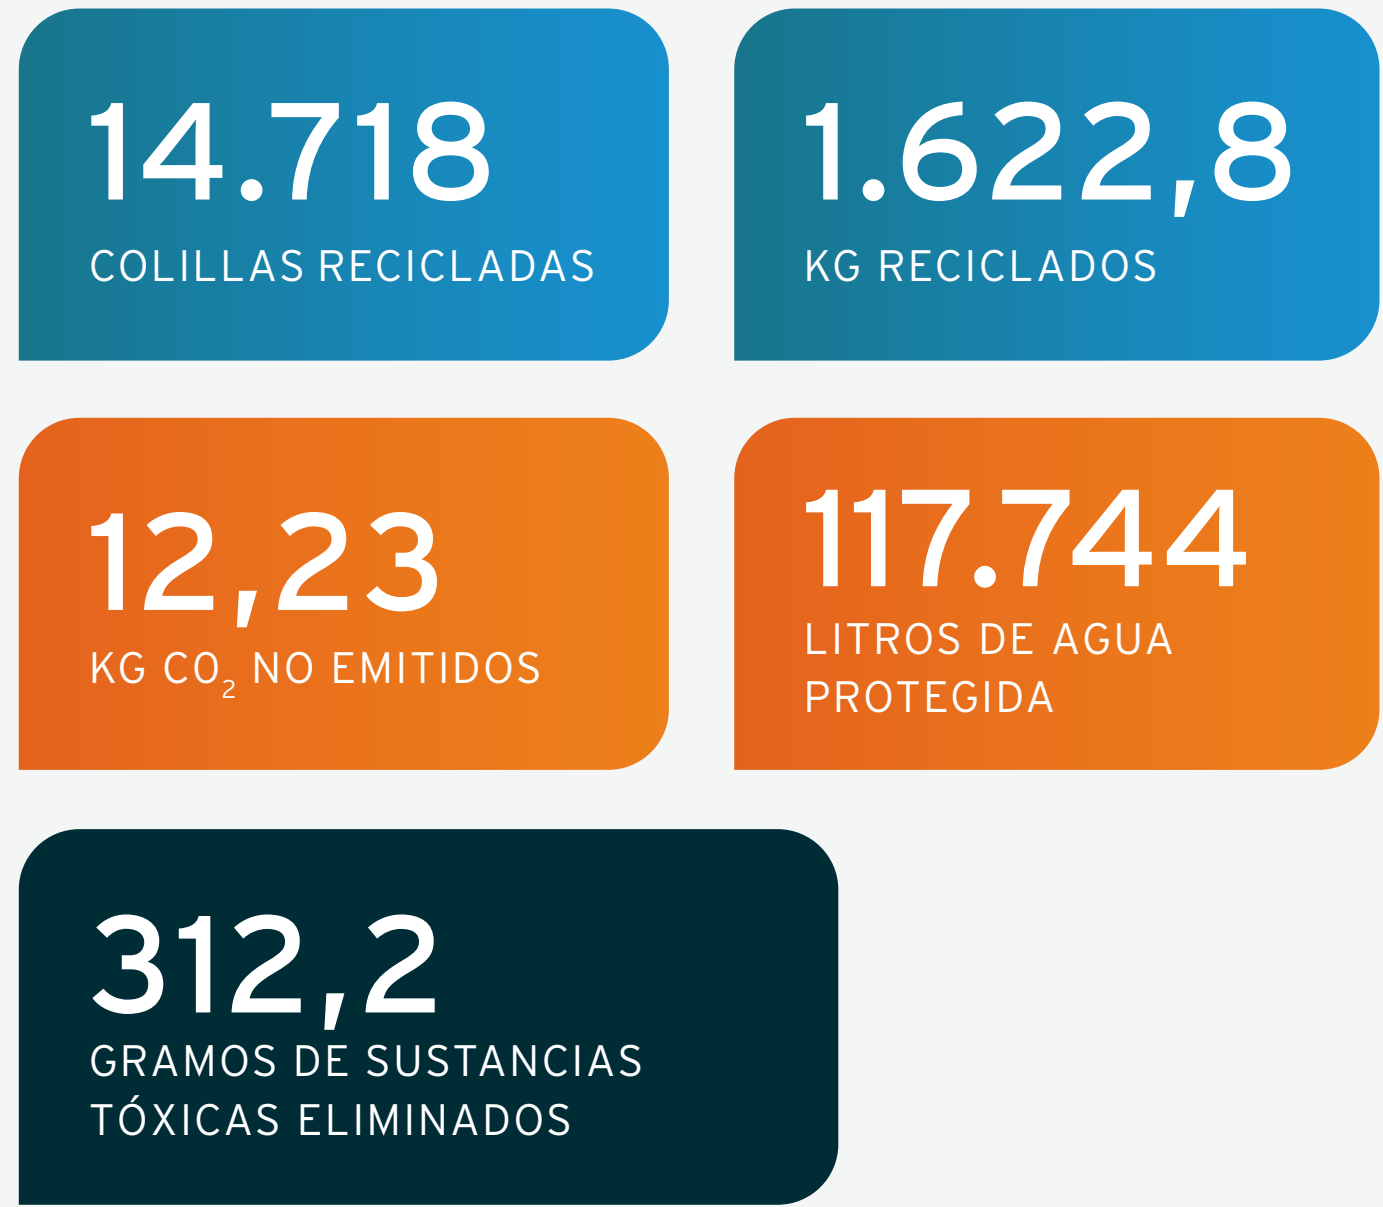 14.718
COLILLAS RECICLADAS
1.622,8
KG RECICLADOS
12,23
KG CO₂ NO EMITIDOS
117.744
LITROS DE AGUA
PROTEGIDA
312,2
GRAMOS DE SUSTANCIAS
TÓXICAS ELIMINADOS